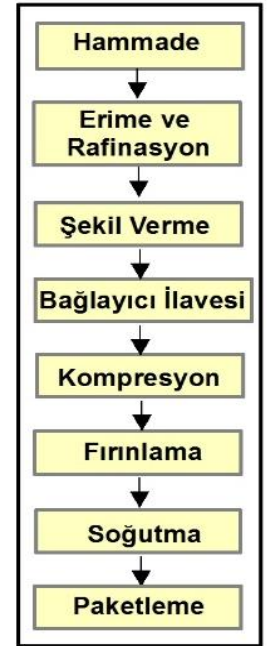 Hammade
Erime ve
Rafinasyon
Şekil Verme
Bağlayıcı İlavesi
Kompresyon
Fırınlama
Soğutma
Paketleme